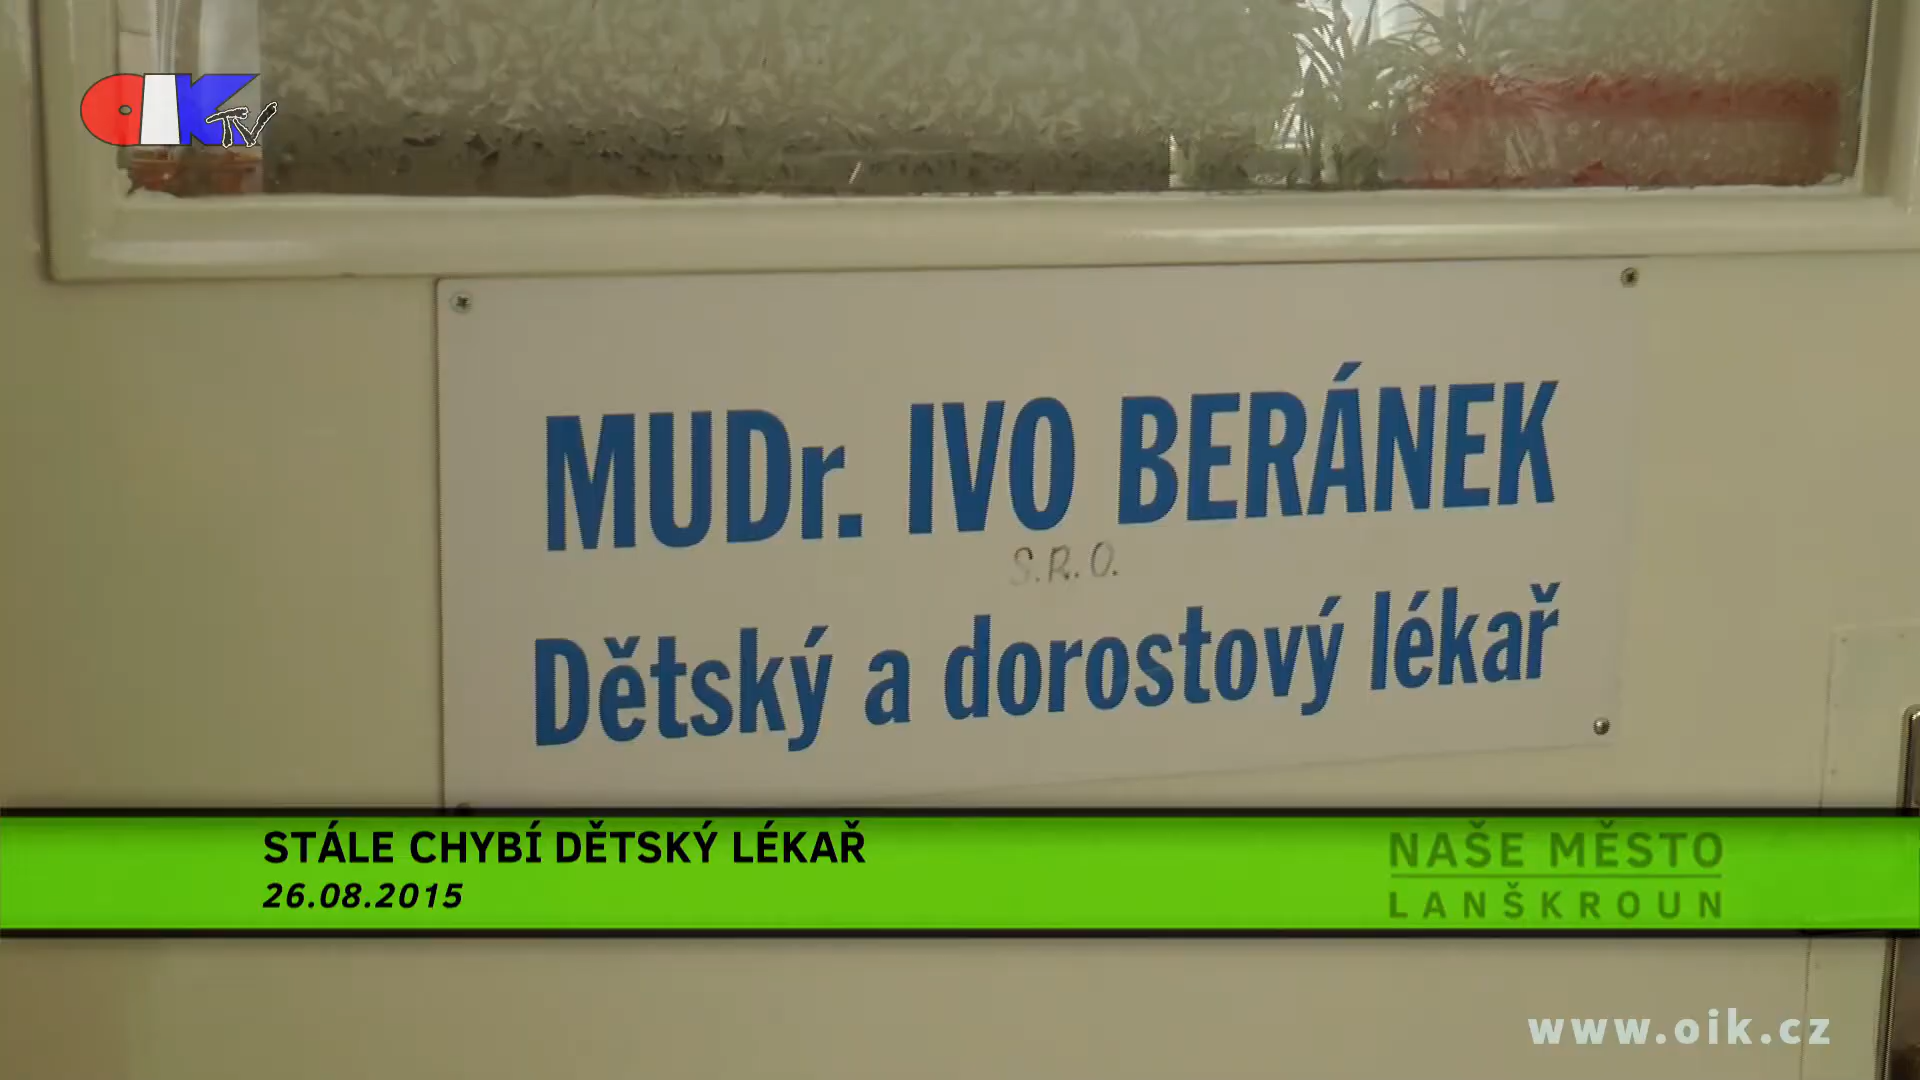 OIK TV
MUDr. IVO BERÁNEK
S.R.O.
Dětský a dorostový lékař
STÁLE CHYBÍ DĚTSKÝ LÉKAŘ
26.08.2015
NAŠE MĚSTO
LANŠKROUN
www.oik.cz